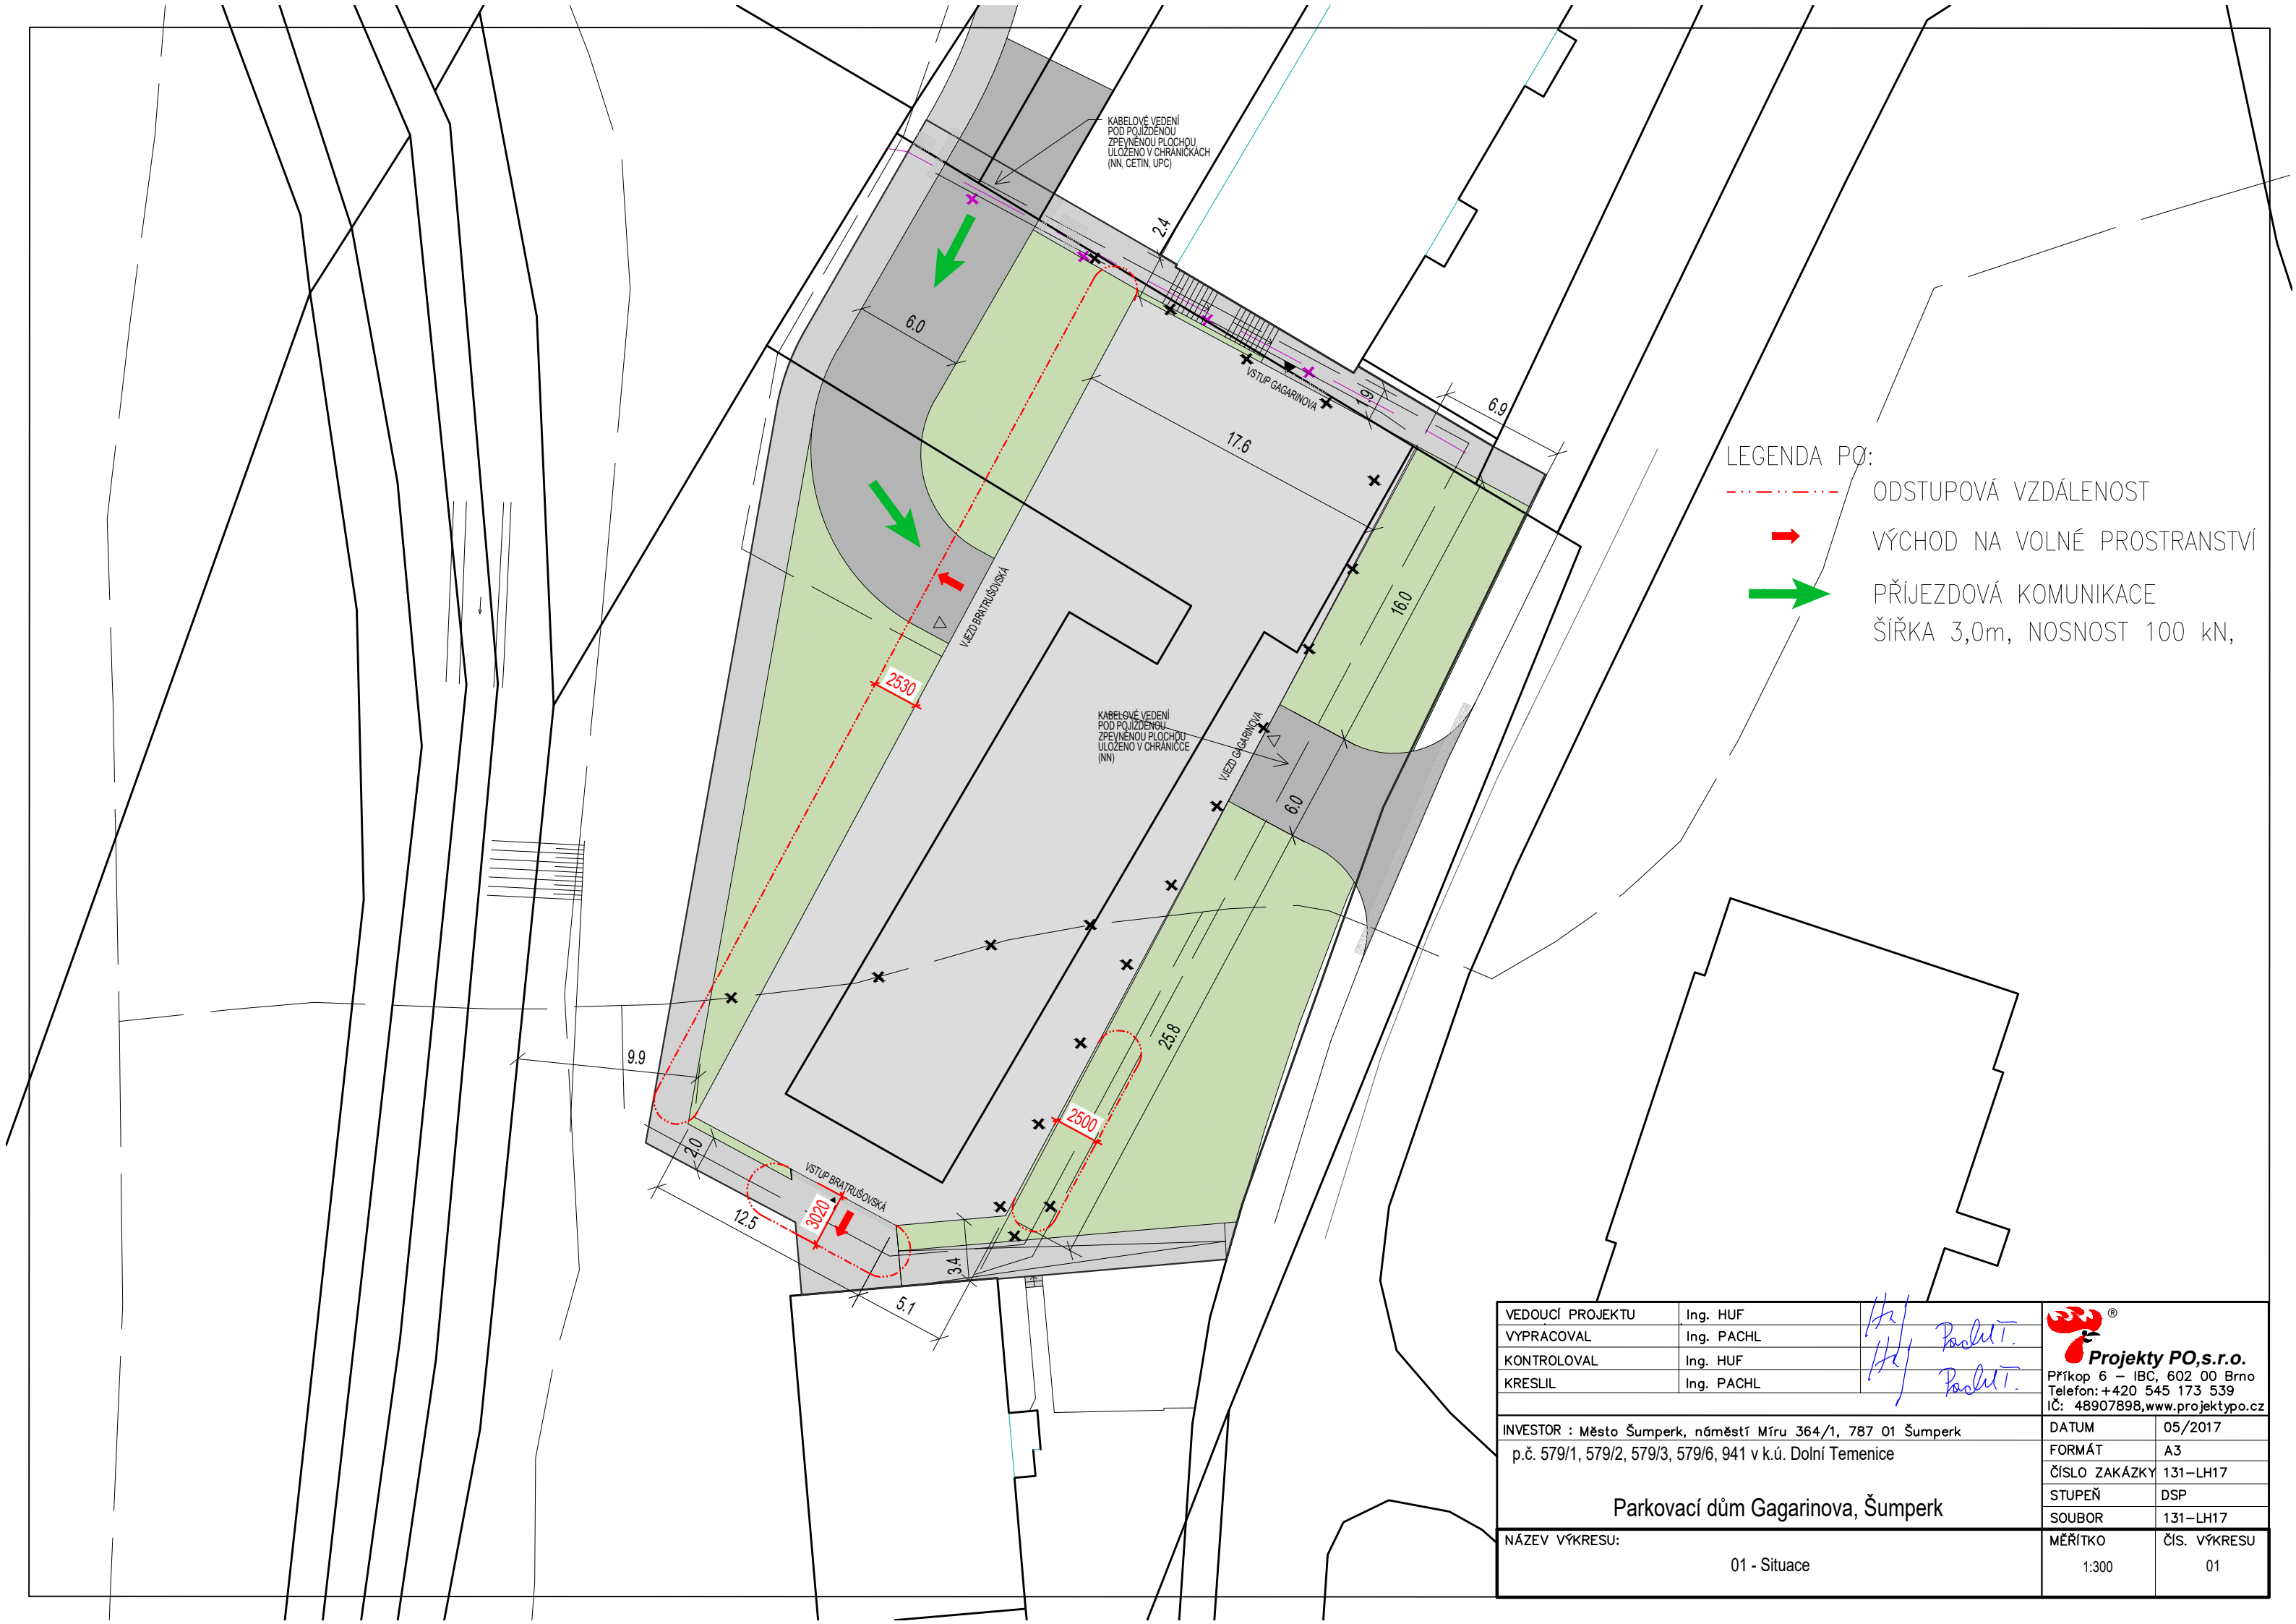 KABELOVÉ VEDENÍ
POD POJÍŽDĚNOU
ZPEVNĚNOU PLOCHOU,
ULOŽENO V CHRÁNIČKÁCH
(NN, CETIN, UPC)
2.4
6.0
VSTUP GAGARINOVA
1.9
6.9
17.6
LEGENDA PO:
ODSTUPOVÁ VZDÁLENOST
VÝCHOD NA VOLNÉ PROSTRANSTVÍ
PŘÍJEZDOVÁ KOMUNIKACE
ŠÍŘKA 3,0m, NOSNOST 100 kN,
16.0
VJEZD BRATRUŠOVSKÁ
2530
KABELOVÉ VEDENÍ
POD POJÍŽDĚNOU
ZPEVNĚNOU PLOCHOU
ULOŽENO V CHRÁNIČCE
(NN)
VJEZD GAGARINOVA
6.0
25.8
9.9
2500
2.0
VSTUP BRATRUŠOVSKÁ
3020
12.5
3.4
5.1
VEDOUCÍ PROJEKTU Ing. HUF
VYPRACOVAL Ing. PACHL
KONTROLOVAL Ing. HUF
KRESLIL Ing. PACHL
Pachl T.
Pachl T.
®
Projekty PO,s.r.o.
Příkop 6 – IBC, 602 00 Brno
Telefon: +420 545 173 539
IČ: 48907898,www.projektypo.cz
INVESTOR : Město Šumperk, náměstí Míru 364/1, 787 01 Šumperk
p.č. 579/1, 579/2, 579/3, 579/6, 941 v k.ú. Dolní Temenice
Parkovací dům Gagarinova, Šumperk
DATUM 05/2017
FORMÁT A3
ČÍSLO ZAKÁZKY 131–LH17
STUPEŇ DSP
SOUBOR 131–LH17
NÁZEV VÝKRESU:
01 - Situace
MĚŘÍTKO ČÍS. VÝKRESU
1:300 01